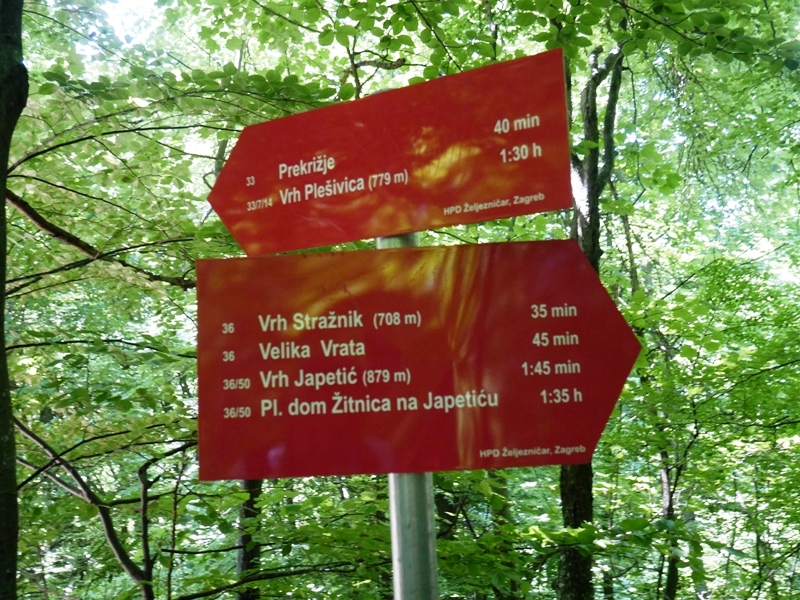 33 Prekrižje 40 min
33/7/14 Vrh Plešivica (779 m) 1:30 h
HPD Željezničar, Zagreb
36 Vrh Stražnik (708 m) 35 min
36 Velika Vrata 45 min
36/50 Vrh Japetić (879 m) 1:45 min
36/50 Pl. dom Žitnica na Japetiću 1:35 h
HPD Željezničar, Zagreb